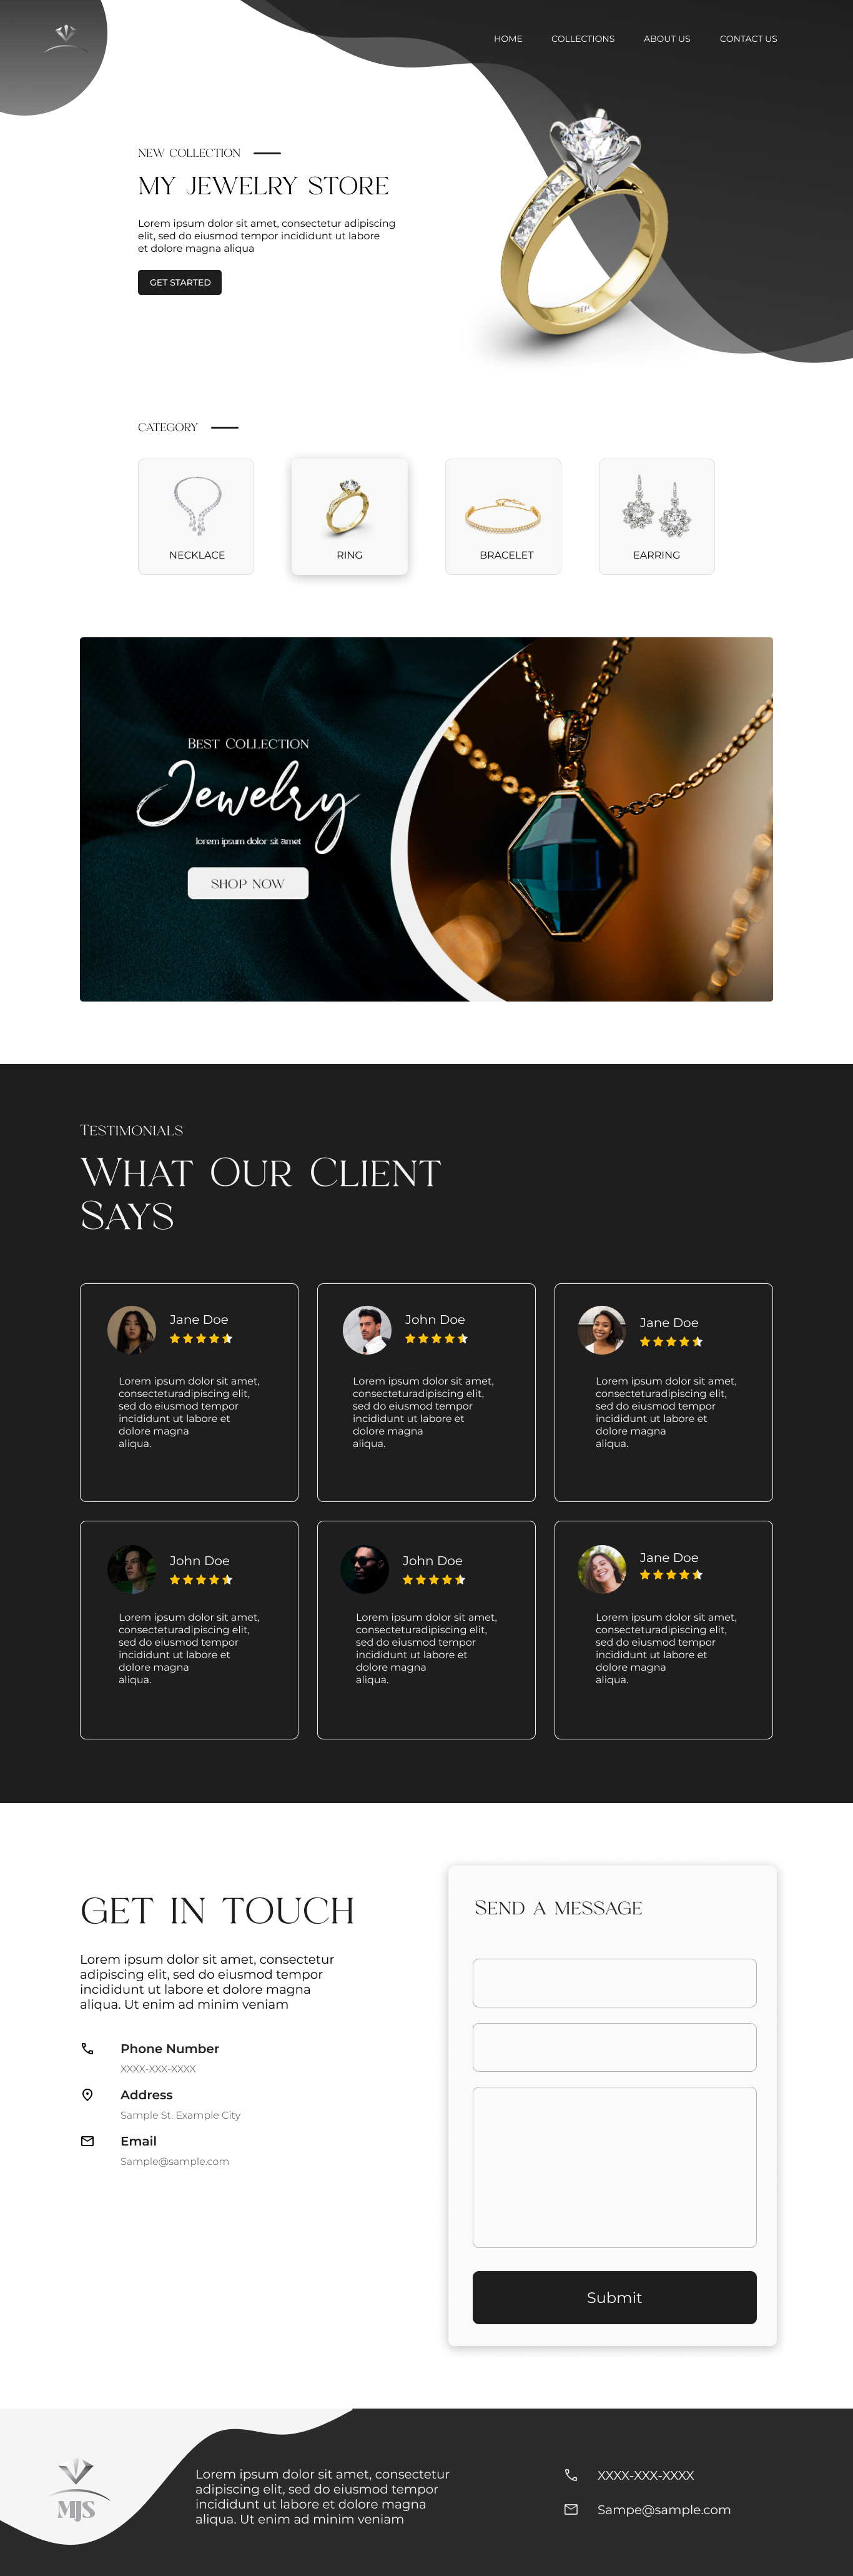 HOME COLLECTIONS ABOUT US CONTACT US
NEW COLLECTION
MY JEWELRY STORE
Lorem ipsum dolor sit amet, consectetur adipiscing
elit, sed do eiusmod tempor incididunt ut labore
et dolore magna aliqua
GET STARTED
CATEGORY
NECKLACE
RING
BRACELET
EARRING
Best Collection
Jewelry
lorem ipsum dolor sit amet
SHOP NOW
Testimonials
What Our Client
Says
Jane Doe
Lorem ipsum dolor sit amet,
consecteturadipiscing elit,
sed do eiusmod tempor
incididunt ut labore et
dolore magna
aliqua.
John Doe
Lorem ipsum dolor sit amet,
consecteturadipiscing elit,
sed do eiusmod tempor
incididunt ut labore et
dolore magna
aliqua.
Jane Doe
Lorem ipsum dolor sit amet,
consecteturadipiscing elit,
sed do eiusmod tempor
incididunt ut labore et
dolore magna
aliqua.
John Doe
Lorem ipsum dolor sit amet,
consecteturadipiscing elit,
sed do eiusmod tempor
incididunt ut labore et
dolore magna
aliqua.
John Doe
Lorem ipsum dolor sit amet,
consecteturadipiscing elit,
sed do eiusmod tempor
incididunt ut labore et
dolore magna
aliqua.
Jane Doe
Lorem ipsum dolor sit amet,
consecteturadipiscing elit,
sed do eiusmod tempor
incididunt ut labore et
dolore magna
aliqua.
GET IN TOUCH
Lorem ipsum dolor sit amet, consectetur
adipiscing elit, sed do eiusmod tempor
incididunt ut labore et dolore magna
aliqua. Ut enim ad minim veniam
Phone Number
XXXX-XXX-XXXX
Address
Sample St. Example City
Email
Sample@sample.com
Send a message
Submit
MJS
Lorem ipsum dolor sit amet, consectetur
adipiscing elit, sed do eiusmod tempor
incididunt ut labore et dolore magna
aliqua. Ut enim ad minim veniam
XXXX-XXX-XXXX
Sampe@sample.com